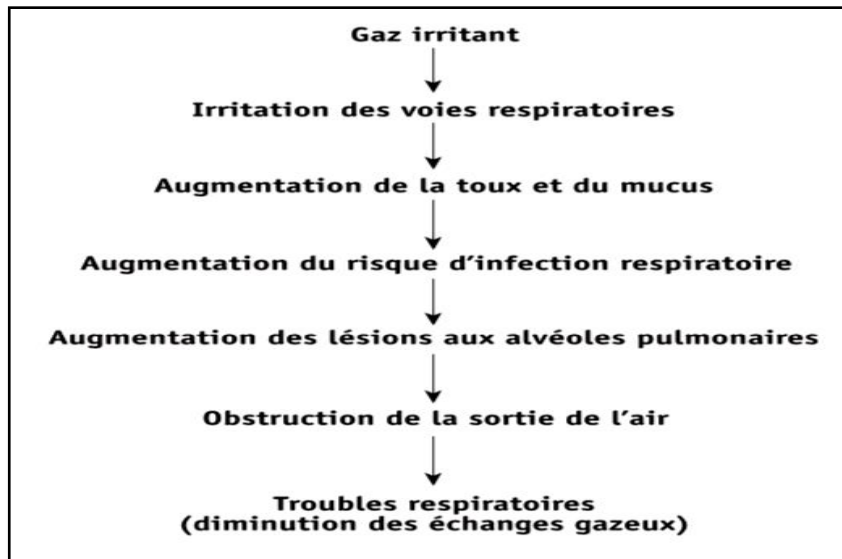 Gaz irritant
Irritation des voies respiratoires
Augmentation de la toux et du mucus
Augmentation du risque d'infection respiratoire
Augmentation des lésions aux alvéoles pulmonaires
Obstruction de la sortie de l'air
Troubles respiratoires
(diminution des échanges gazeux)